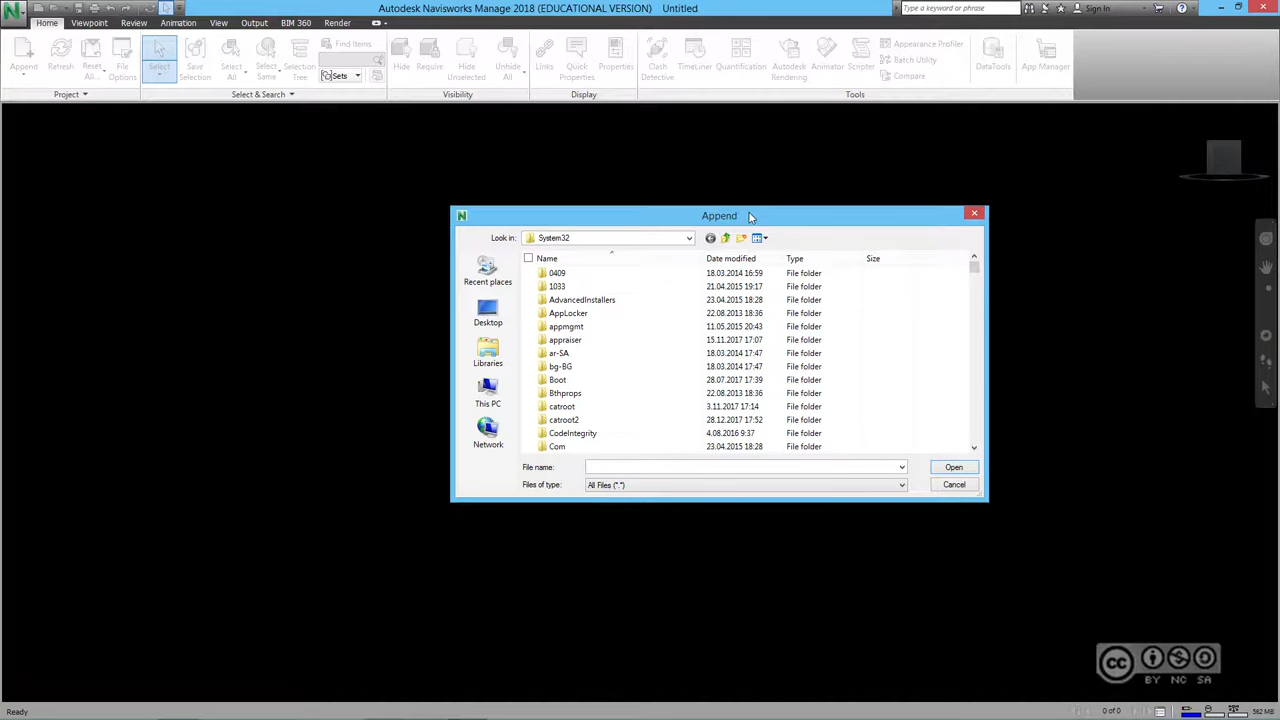 Autodesk Navisworks Manage 2018 (EDUCATIONAL VERSION) Untitled
Type a keyword or phrase
Sign In
Home Viewpoint Review Animation View Output BIM 360 Render
Append
Refresh
Reset All...
File Options
Select
Save Selection
Select All
Select Same
Selection Tree
Find Items
Sets
Hide
Require
Hide Unselected
Unhide All
Links
Quick Properties
Properties
Clash Detective
TimeLiner
Quantification
Autodesk Rendering
Animator
Scripter
Appearance Profiler
Batch Utility
Compare
DataTools
App Manager
Project
Select & Search
Visibility
Display
Tools
Append
Look in: System32
Name Date modified Type Size
0409 18.03.2014 16:59 File folder
1033 21.04.2015 19:17 File folder
AdvancedInstallers 23.04.2015 18:28 File folder
AppLocker 22.08.2013 18:36 File folder
appmgmt 11.05.2015 20:43 File folder
appraiser 15.11.2017 17:07 File folder
ar-SA 18.03.2014 17:47 File folder
bg-BG 18.03.2014 17:47 File folder
Boot 28.07.2017 17:39 File folder
Bthprops 22.08.2013 18:36 File folder
catroot 3.11.2017 17:14 File folder
catroot2 28.12.2017 17:52 File folder
CodeIntegrity 4.08.2016 9:37 File folder
Com 23.04.2015 18:28 File folder
Recent places
Desktop
Libraries
This PC
Network
File name:
Open
Files of type: All Files (*.*)
Cancel
cc
BY NC SA
Ready
0 of 0
562 MB